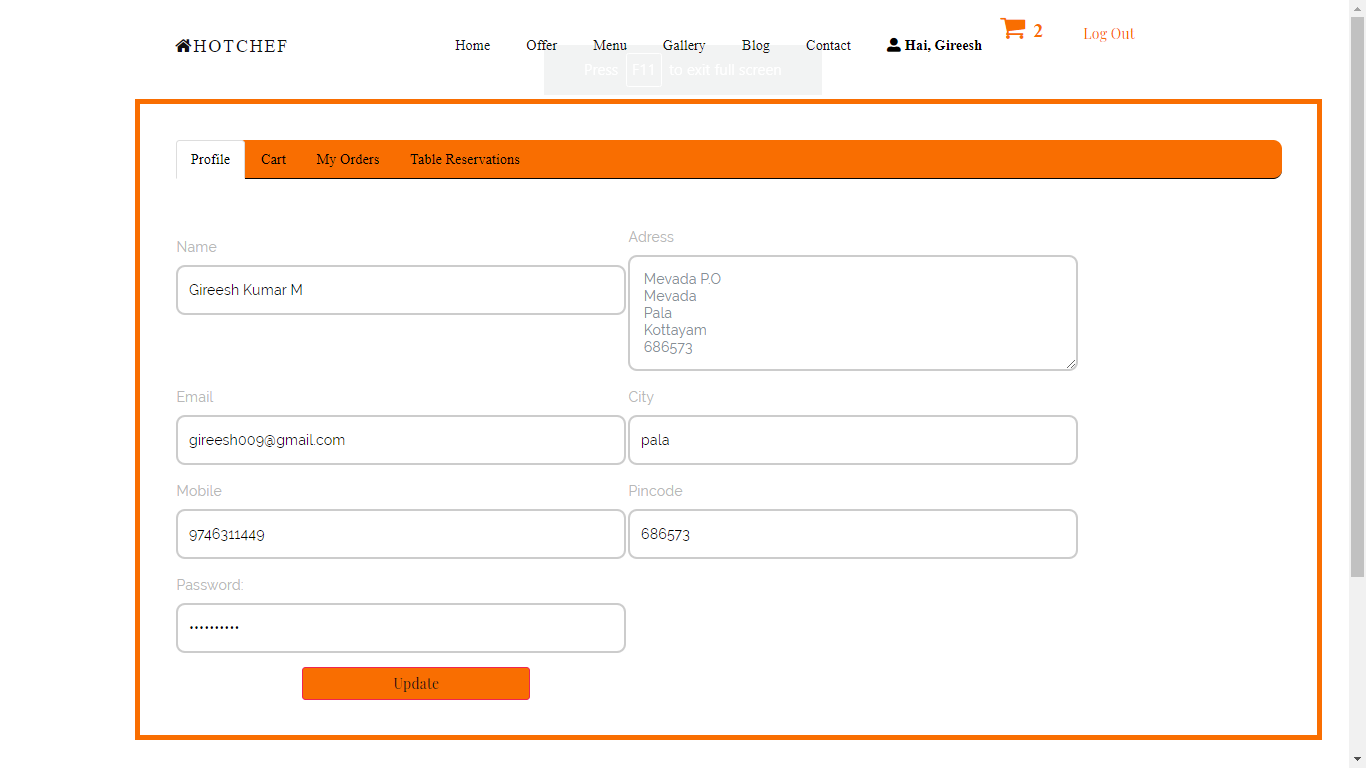 HOTCHEF
Home Offer Menu Gallery Blog Contact Hai, Gireesh 2 Log Out
Press F11 to exit full screen
Profile Cart My Orders Table Reservations
Name
Gireesh Kumar M
Adress
Mevada P.O
Mevada
Pala
Kottayam
686573
Email
gireesh009@gmail.com
City
pala
Mobile
9746311449
Pincode
686573
Password:
••••••••••
Update